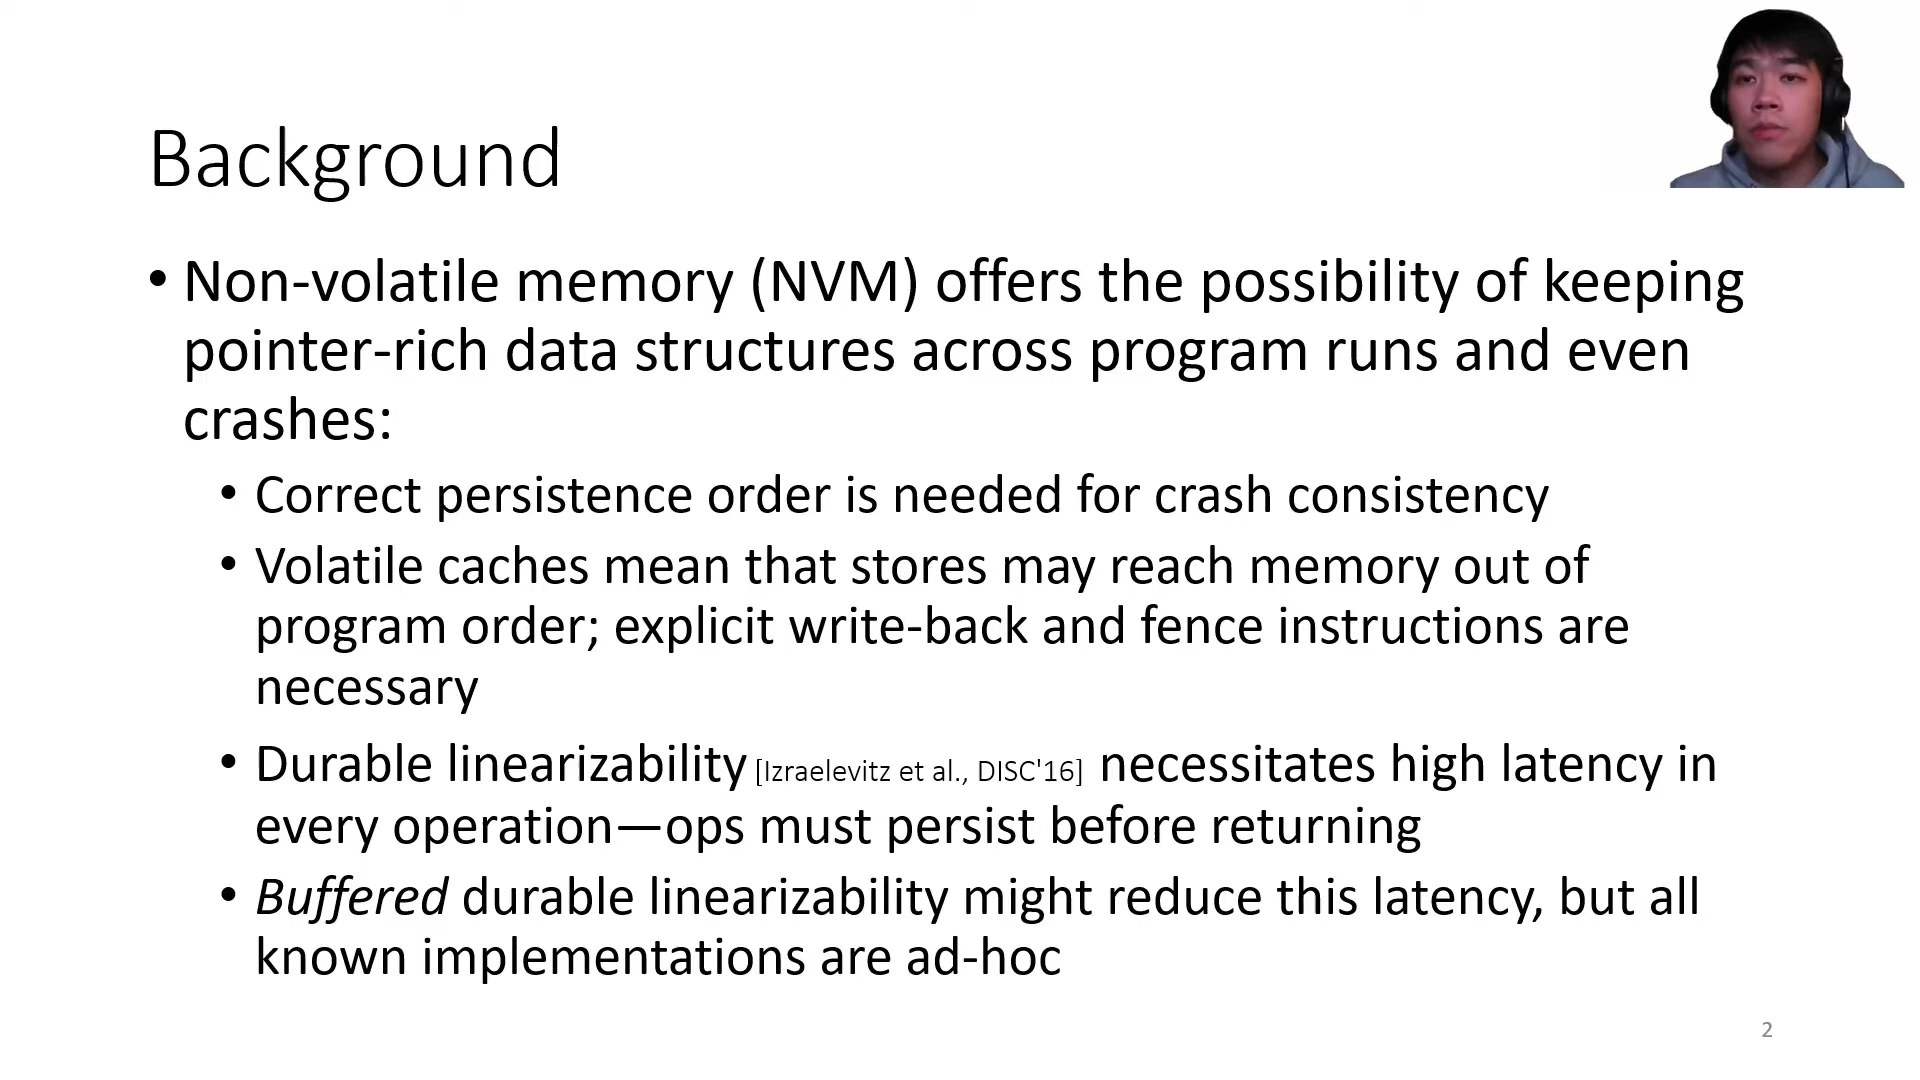 Background
• Non-volatile memory (NVM) offers the possibility of keeping
pointer-rich data structures across program runs and even
crashes:
• Correct persistence order is needed for crash consistency
• Volatile caches mean that stores may reach memory out of
program order; explicit write-back and fence instructions are
necessary
• Durable linearizability [Izraelevitz et al., DISC'16] necessitates high latency in
every operation—ops must persist before returning
• Buffered durable linearizability might reduce this latency, but all
known implementations are ad-hoc
2